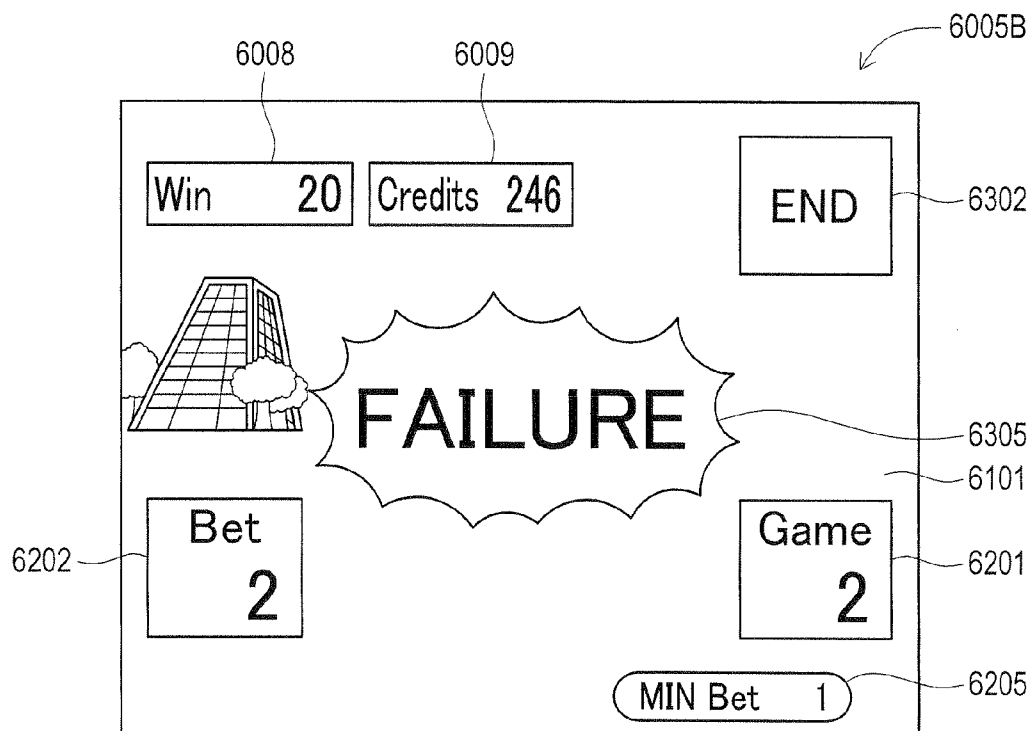 6005B
6008
6009
Win 20
Credits 246
END
6302
FAILURE
6305
6101
Bet
2
6202
Game
2
6201
MIN Bet 1
6205